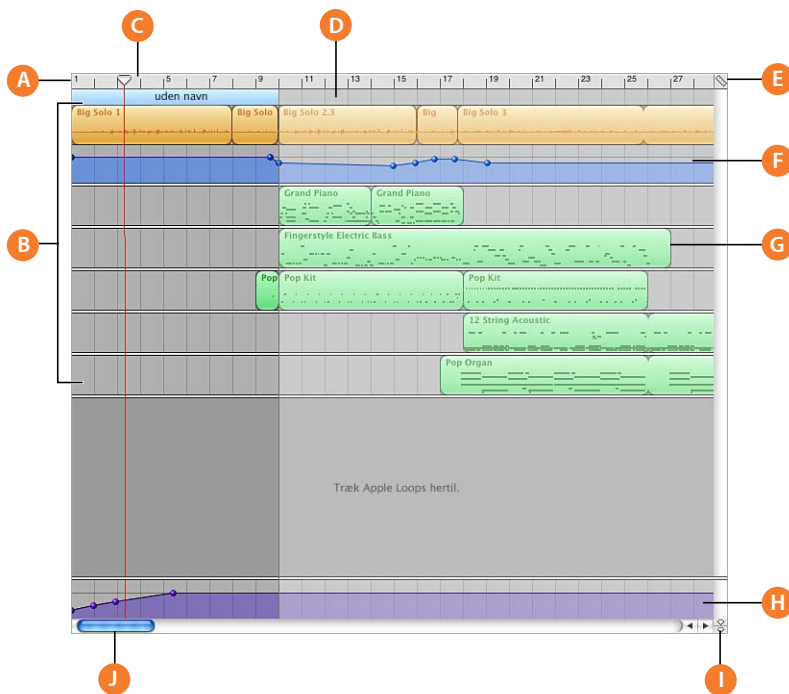 C
D
A
1
5
7
9
11
13
15
17
19
21
23
25
27
E
uden navn
Big Solo 1
Big Solo
Big Solo 2.3
Big
Big Solo 3
F
Grand Piano
Grand Piano
B
Fingerstyle Electric Bass
G
Pop
Pop Kit
Pop Kit
12 String Acoustic
Pop Organ
Træk Apple Loops hertil.
H
J
I